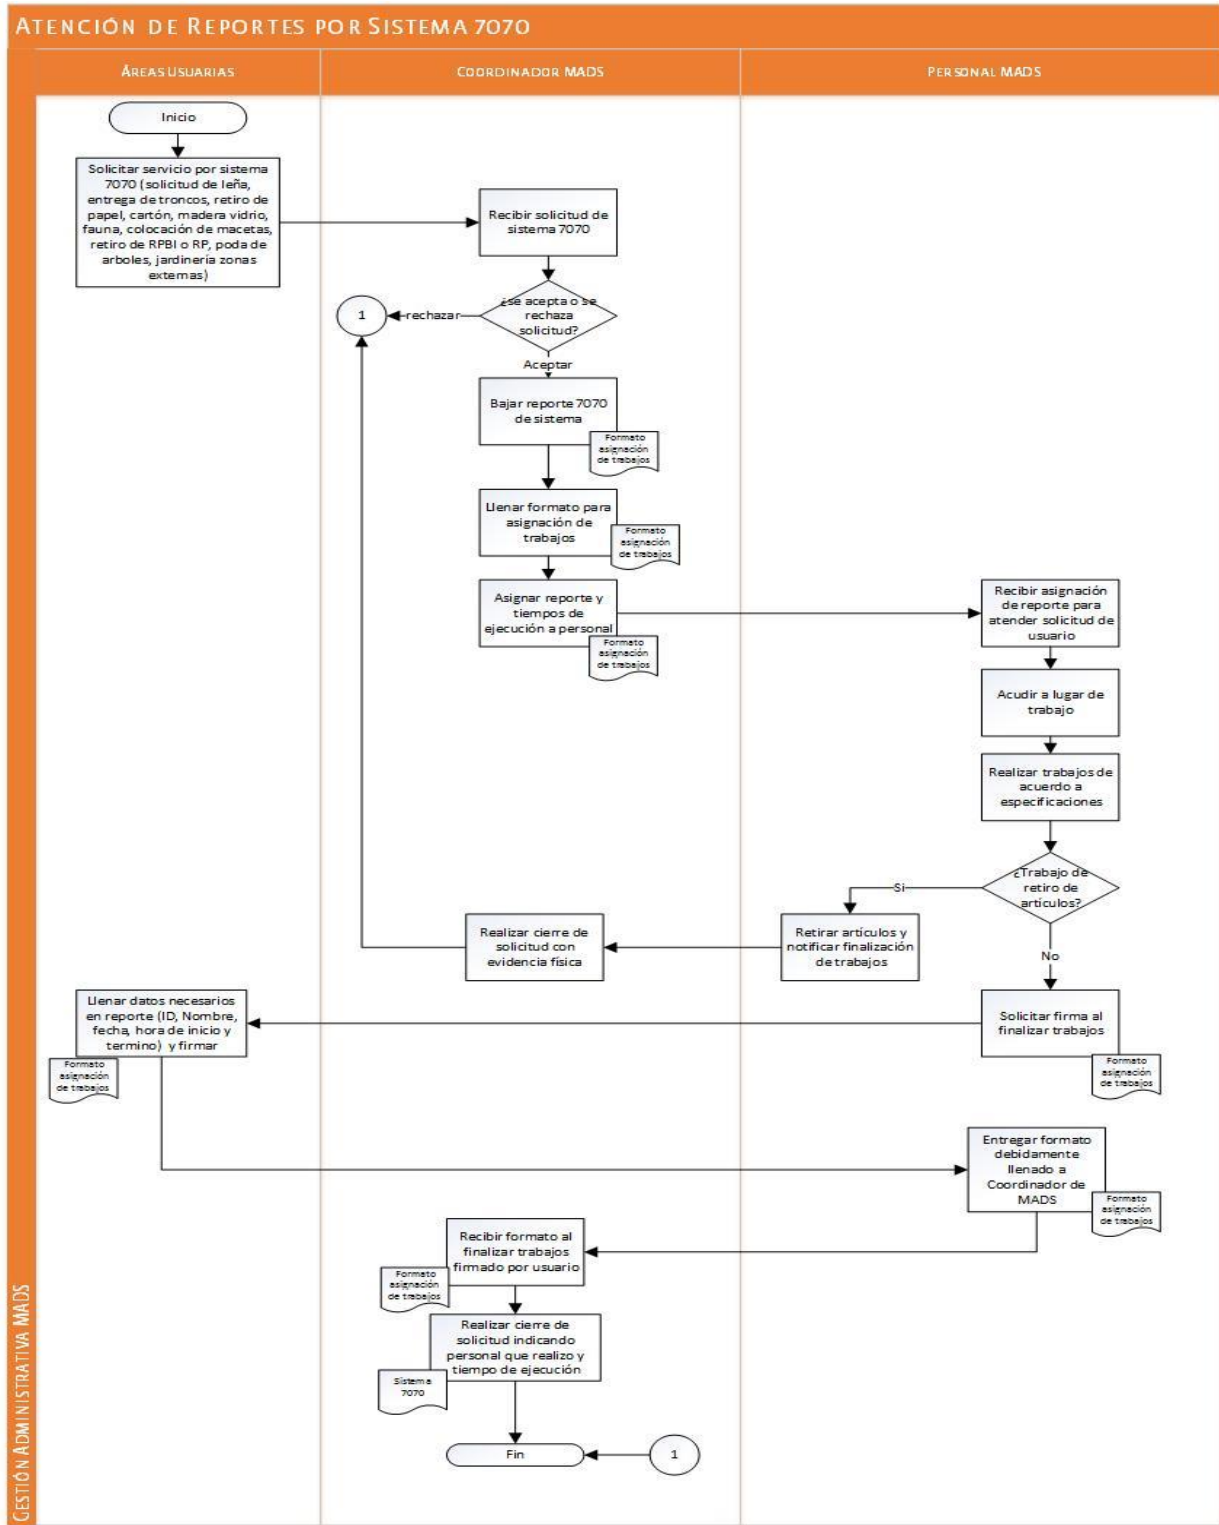 ATENCIÓN DE REPORTES POR SISTEMA 7070
ÁREAS USUARIAS
COORDINADOR MADS
PERSONAL MADS
Inicio
Solicitar servicio por sistema
7070 (solicitud de leña,
entrega de troncos, retiro de
papel, cartón, madera vidrio,
fauna, colocación de macetas,
retiro de RPBI o RP, poda de
arboles, jardinería zonas
externas)
Recibir solicitud de
sistema 7070
¿se acepta o se
rechaza
solicitud?
rechazar
1
Aceptar
Bajar reporte 7070
de sistema
Formato
asignación
de trabajos
Llenar formato para
asignación de
trabajos
Formato
asignación
de trabajos
Asignar reporte y
tiempos de
ejecución a personal
Formato
asignación
de trabajos
Recibir asignación
de reporte para
atender solicitud de
usuario
Acudir a lugar de
trabajo
Realizar trabajos de
acuerdo a
especificaciones
¿Trabajo de
retiro de
artículos?
Si
No
Retirar artículos y
notificar finalización
de trabajos
Realizar cierre de
solicitud con
evidencia física
Solicitar firma al
finalizar trabajos
Formato
asignación
de trabajos
Llenar datos necesarios
en reporte (ID, Nombre,
fecha, hora de inicio y
termino) y firmar
Formato
asignación
de trabajos
Entregar formato
debidamente
llenado a
Coordinador de
MADS
Formato
asignación
de trabajos
Recibir formato al
finalizar trabajos
firmado por usuario
Formato
asignación
de trabajos
Realizar cierre de
solicitud indicando
personal que realizo y
tiempo de ejecución
Sistema
7070
Fin
1
GESTIÓN ADMINISTRATIVA MADS